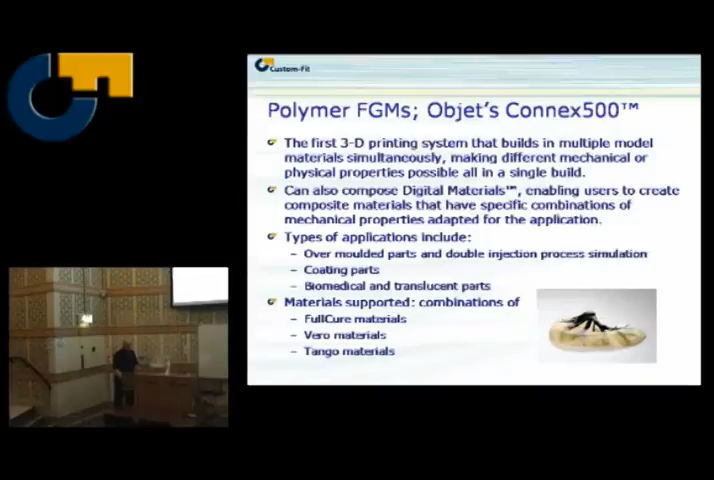 Custom-Fit
Polymer FGMs; Objet's Connex500™
The first 3-D printing system that builds in multiple model
materials simultaneously, making different mechanical or
physical properties possible all in a single build.
Can also compose Digital Materials™, enabling users to create
composite materials that have specific combinations of
mechanical properties adapted for the application.
Types of applications include:
– Over moulded parts and double injection process simulation
– Coating parts
– Biomedical and translucent parts
Materials supported: combinations of
– FullCure materials
– Vero materials
– Tango materials